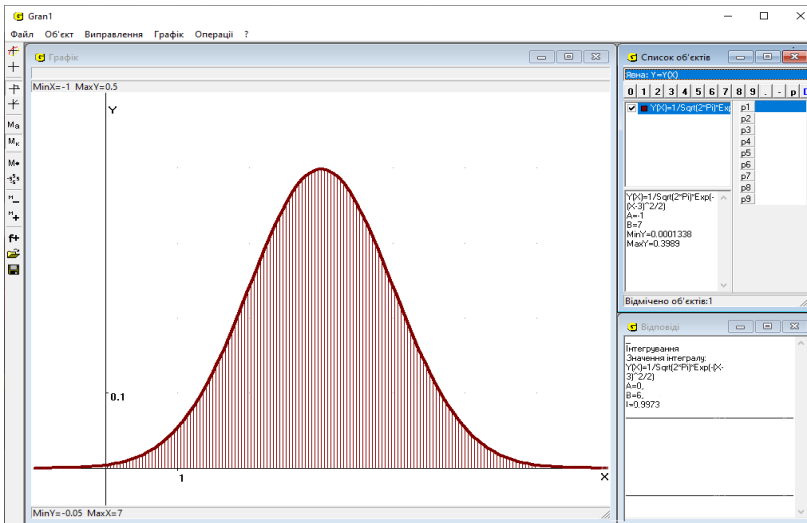 Gran1
Файл Об'єкт Виправлення Графік Операції ?
Графік
MinX=-1 MaxY=0.5
Y
0.1
1
X
MinY=-0.05 MaxX=7
Список об'єктів
Явна: Y=Y(X)
0 1 2 3 4 5 6 7 8 9 . - p
Y(X)=1/Sqrt(2*Pi)*Exp
p1
p2
p3
p4
p5
p6
p7
p8
p9
Y(X)=1/Sqrt(2*Pi)*Exp(-
(X-3)^2/2)
A=-1
B=7
MinY=0.0001338
MaxY=0.3989
Відмічено об'єктів:1
Відповіді
Інтегрування
Значення інтегралу:
Y(X)=1/Sqrt(2*Pi)*Exp(-(X-
3)^2/2)
A=0,
B=6,
I=0.9973